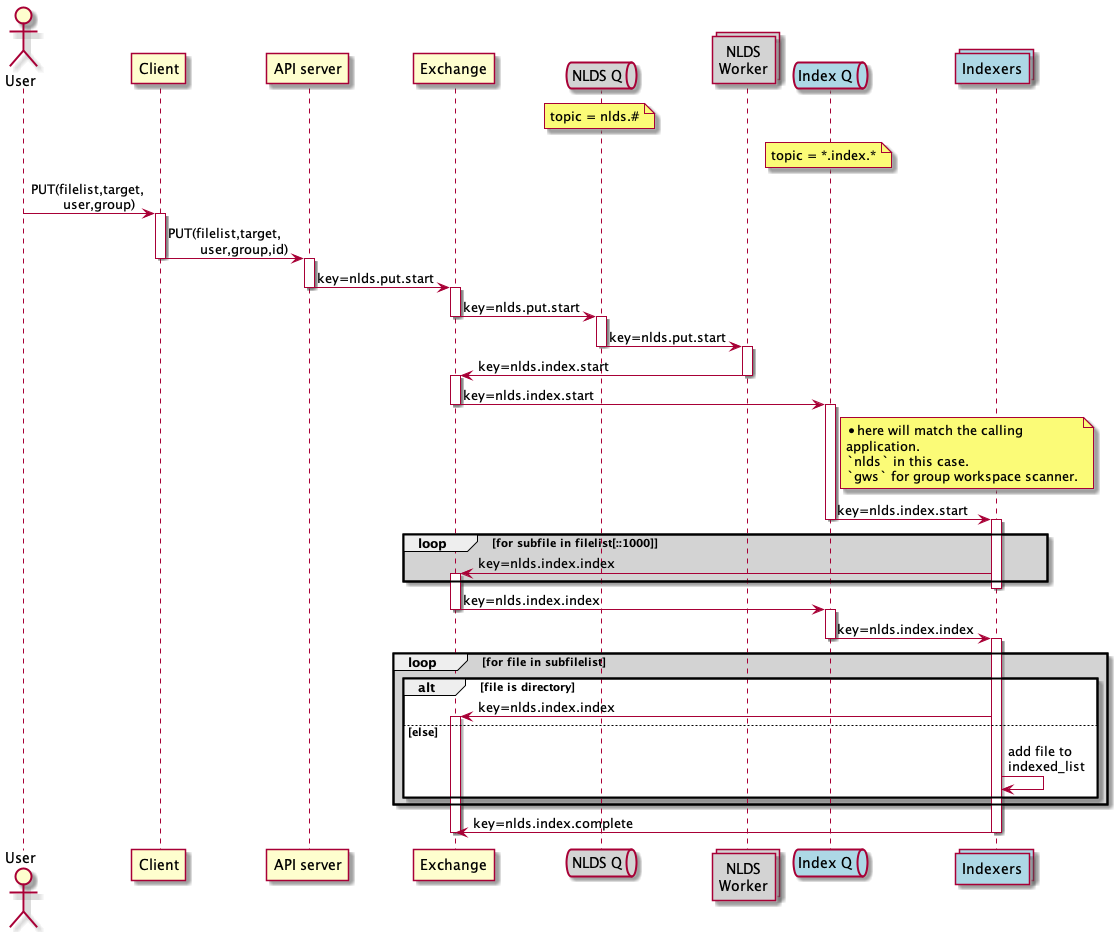 User
Client
API server
Exchange
NLDS Q
NLDS
Worker
Index Q
Indexers
topic = nlds.#
topic = *.index.*
PUT(filelist,target,
user,group)
PUT(filelist,target,
user,group,id)
key=nlds.put.start
key=nlds.put.start
key=nlds.put.start
key=nlds.index.start
key=nlds.index.start
•here will match the calling
application.
`nlds` in this case.
`gws` for group workspace scanner.
key=nlds.index.start
loop [for subfile in filelist[::1000]]
key=nlds.index.index
key=nlds.index.index
key=nlds.index.index
loop [for file in subfilelist]
alt [file is directory]
key=nlds.index.index
[else]
add file to
indexed_list
key=nlds.index.complete
User
Client
API server
Exchange
NLDS Q
NLDS
Worker
Index Q
Indexers